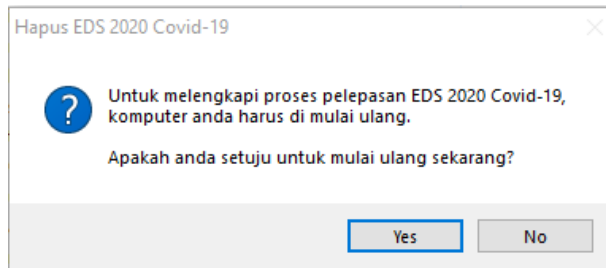 Hapus EDS 2020 Covid-19
Untuk melengkapi proses pelepasan EDS 2020 Covid-19,
komputer anda harus di mulai ulang.
Apakah anda setuju untuk mulai ulang sekarang?
Yes No